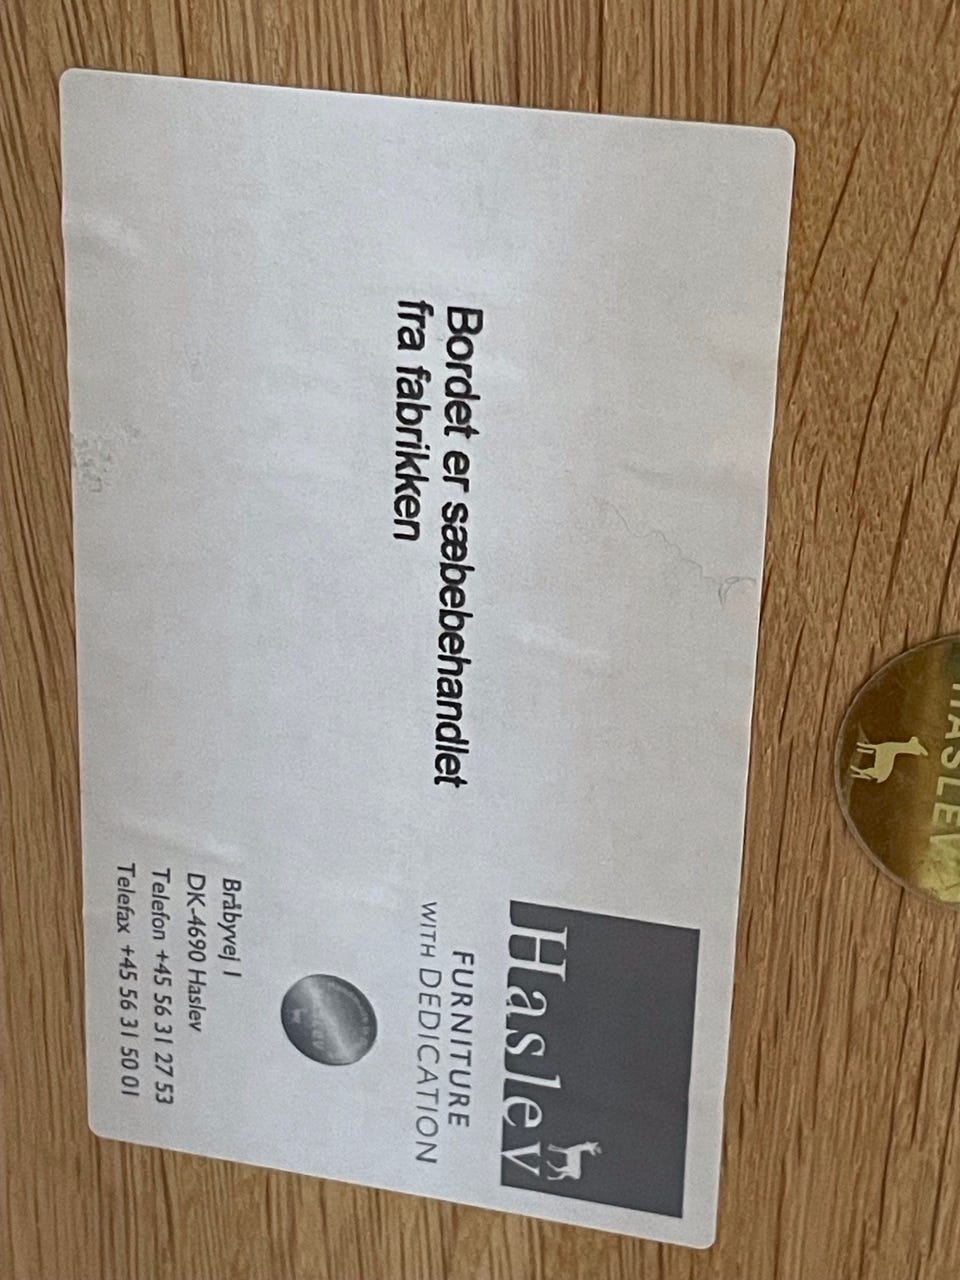 Bordet er sæbebehandlet
fra fabrikken
Haslev
FURNITURE
WITH DEDICATION
Bråbyvej 1
DK-4690 Haslev
Telefon +45 56 31 27 53
Telefax +45 56 31 50 01
HASLEV